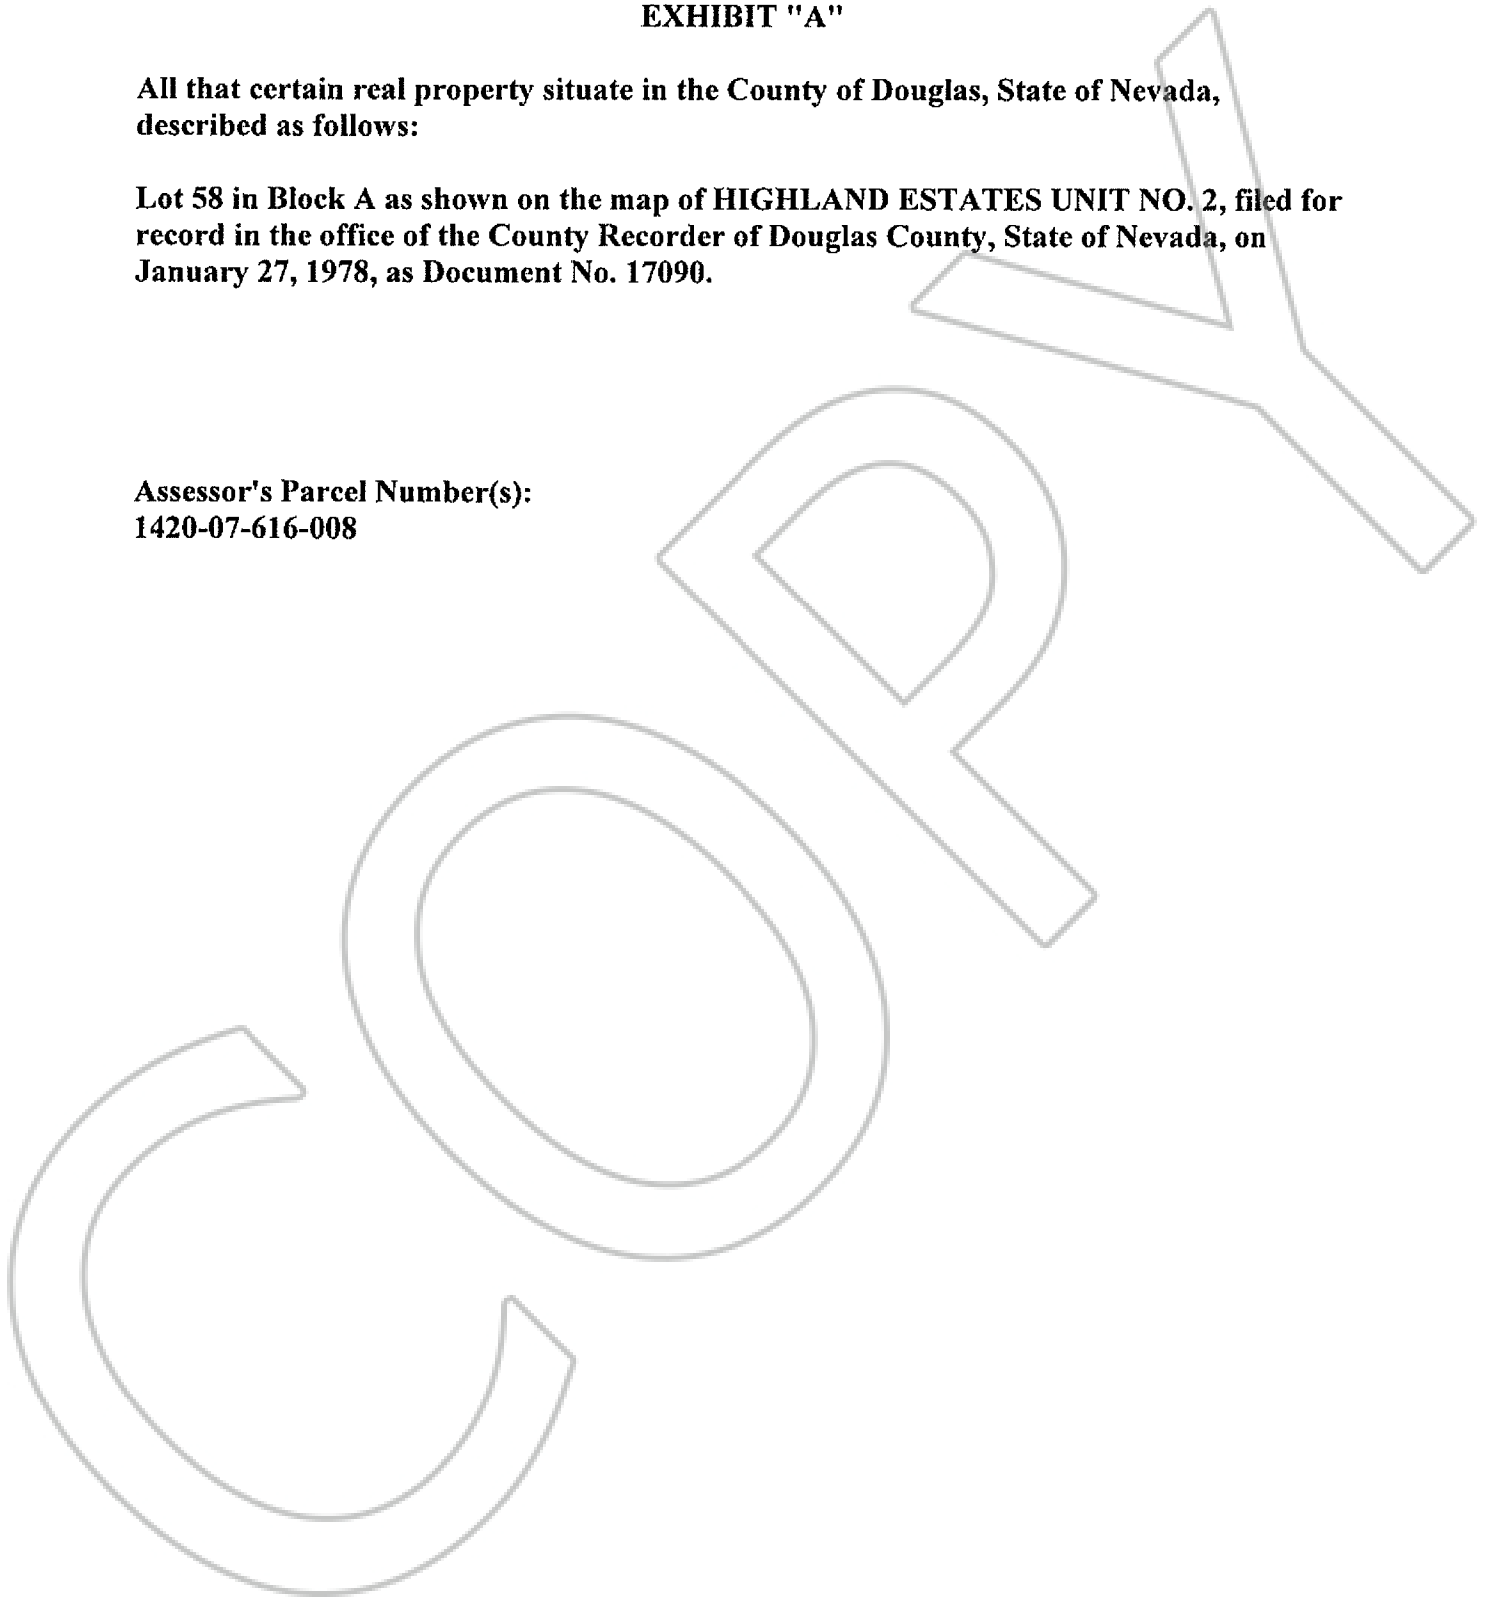 EXHIBIT "A"
All that certain real property situate in the County of Douglas, State of Nevada,
described as follows:
Lot 58 in Block A as shown on the map of HIGHLAND ESTATES UNIT NO. 2, filed for
record in the office of the County Recorder of Douglas County, State of Nevada, on
January 27, 1978, as Document No. 17090.
Assessor's Parcel Number(s):
1420-07-616-008
COPY